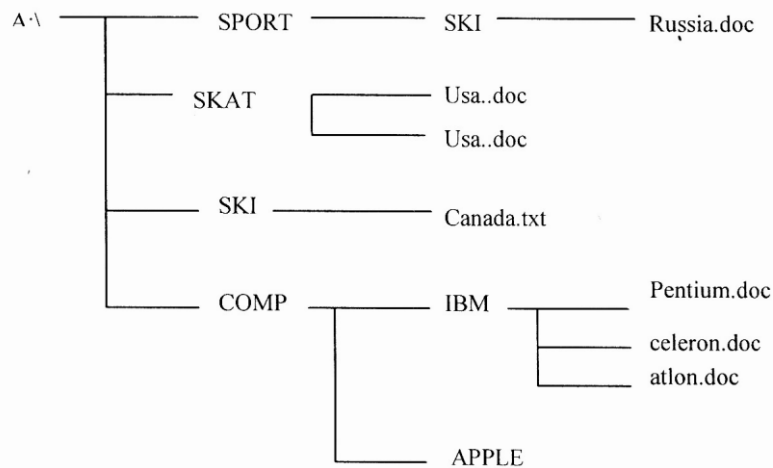 A:\ SPORT SKI Russia.doc
SKAT Usa..doc
Usa..doc
SKI Canada.txt
COMP IBM Pentium.doc
celeron.doc
atlon.doc
APPLE